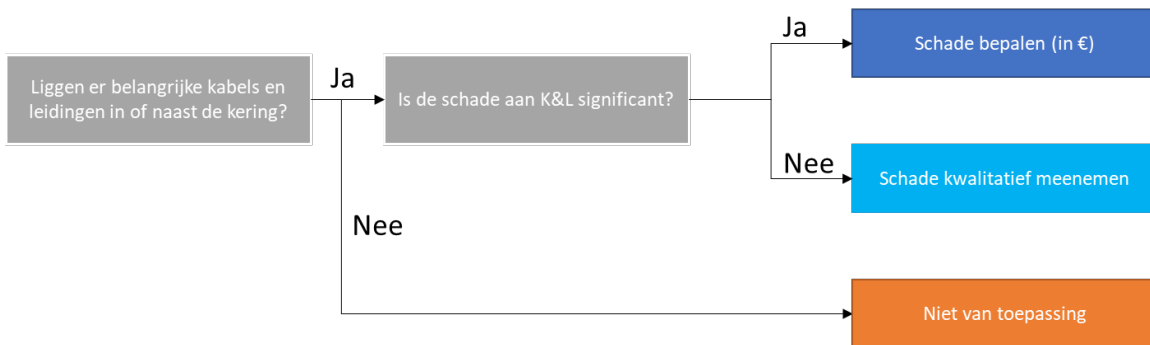 Liggen er belangrijke kabels en
leidingen in of naast de kering?
Ja
Is de schade aan K&L significant?
Ja
Schade bepalen (in €)
Nee
Schade kwalitatief meenemen
Nee
Niet van toepassing